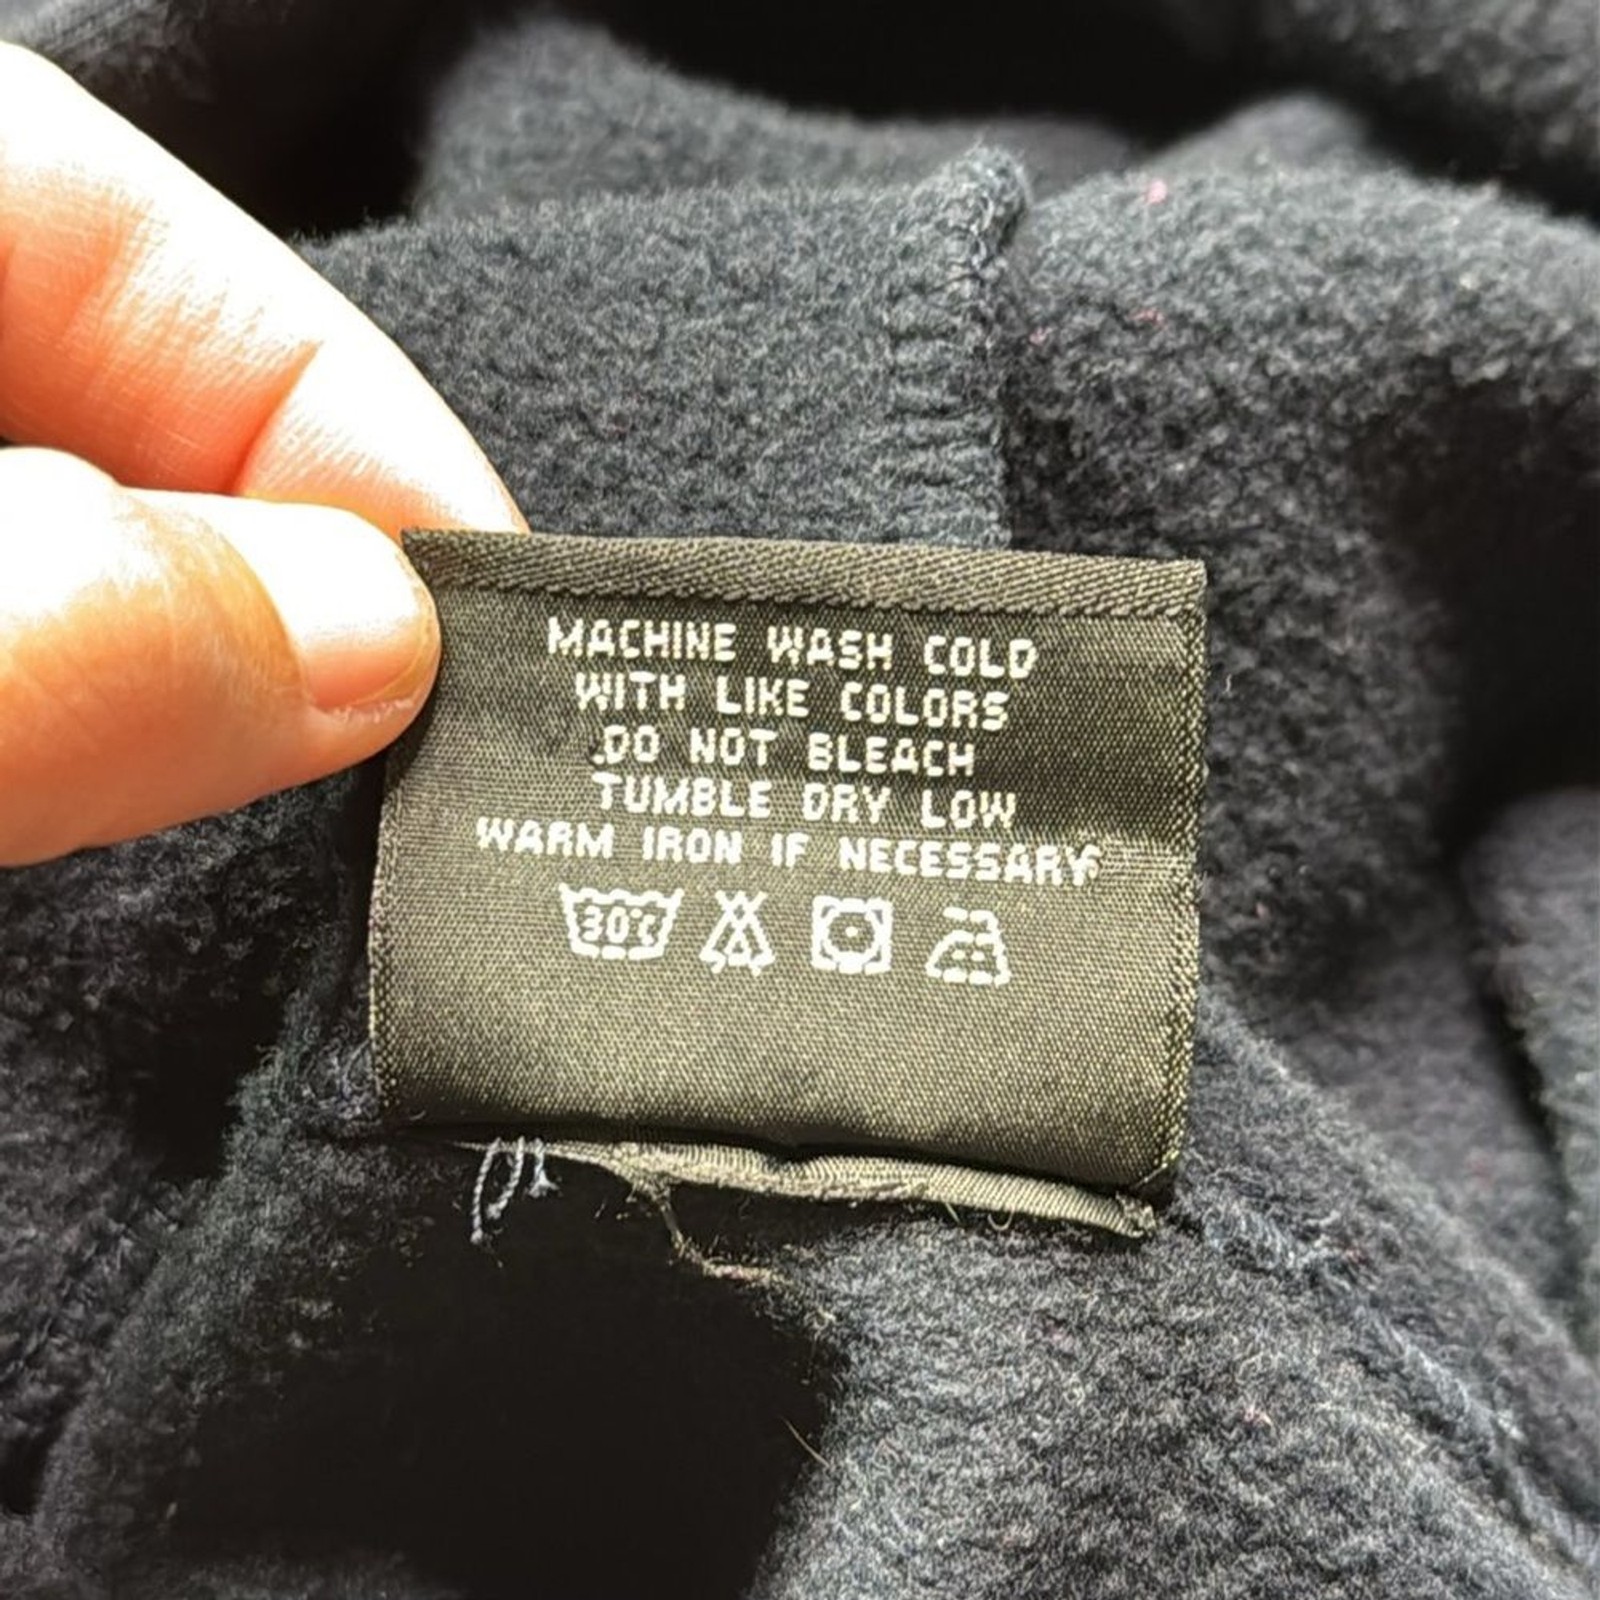 MACHINE WASH COLD
WITH LIKE COLORS
DO NOT BLEACH
TUMBLE DRY LOW
WARM IRON IF NECESSARY
30°C